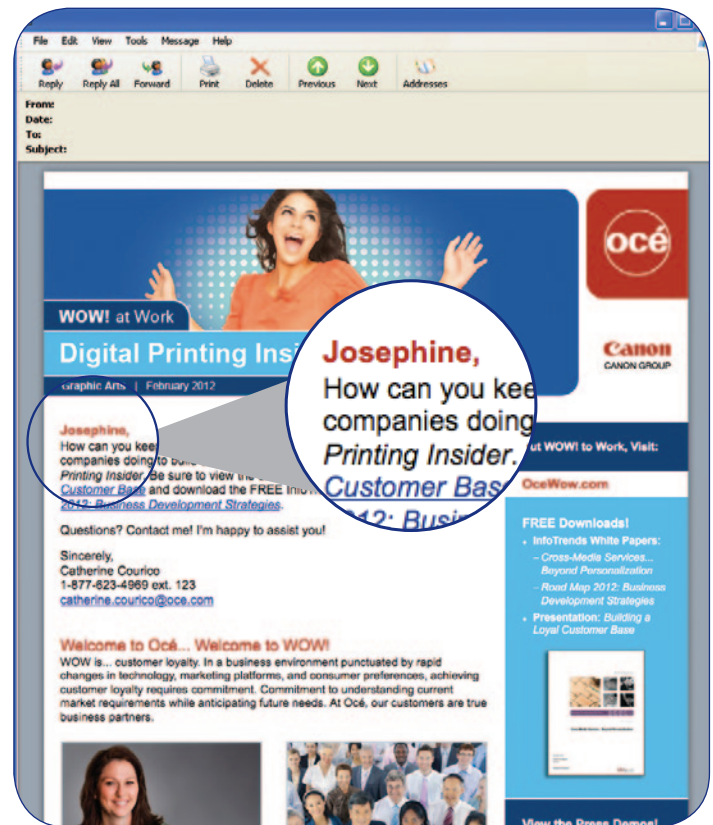 File Edit View Tools Message Help
Reply Reply All Forward Print Delete Previous Next Addresses
From:
Date:
To:
Subject:
océ
WOW! at Work
Digital Printing Insi
Canon
CANON GROUP
Graphic Arts | February 2012
Josephine,
How can you kee
companies doing
Printing Insider.
Customer Base
2012: Busin
Josephine,
How can you keep
companies doing to build
Printing Insider. Be sure to view the
Customer Base and download the FREE InfoTr
2012: Business Development Strategies.
Questions? Contact me! I'm happy to assist you!
Sincerely,
Catherine Courico
1-877-623-4969 ext. 123
catherine.courico@oce.com
Welcome to Océ... Welcome to WOW!
WOW is... customer loyalty. In a business environment punctuated by rapid
changes in technology, marketing platforms, and consumer preferences, achieving
customer loyalty requires commitment. Commitment to understanding current
market requirements while anticipating future needs. At Océ, our customers are true
business partners.
ut WOW! to Work, Visit:
OceWow.com
FREE Downloads!
• InfoTrends White Papers:
– Cross-Media Services...
Beyond Personalization
– Road Map 2012: Business
Development Strategies
• Presentation: Building a
Loyal Customer Base
View the Press Demos!